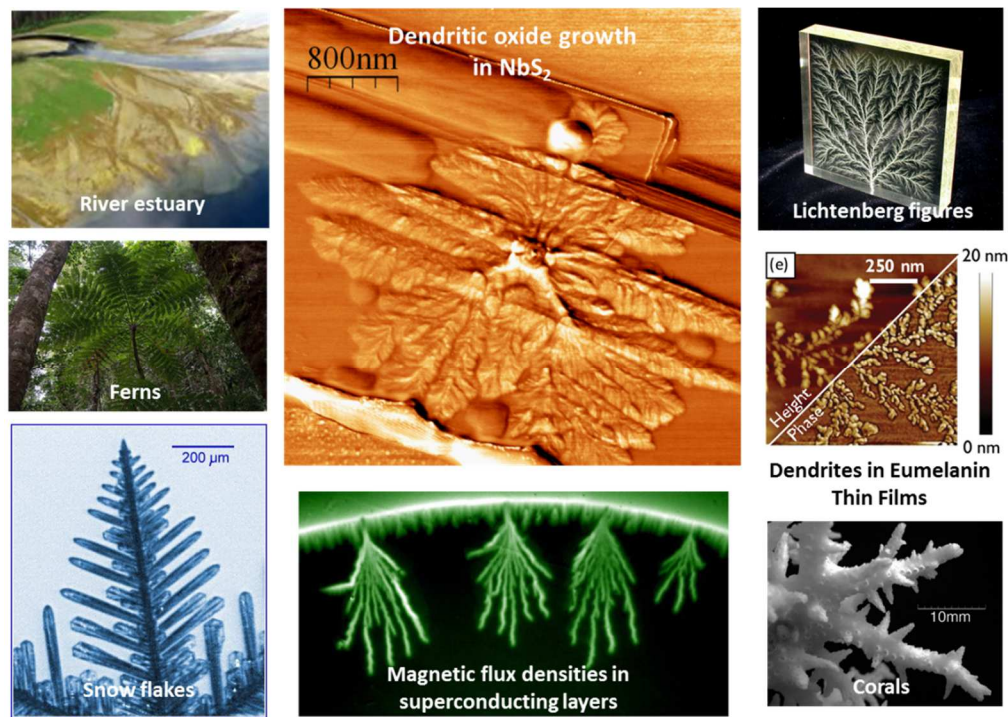 River estuary
Ferns
200 µm
Snow flakes
800nm
Dendritic oxide growth
in NbS₂
Magnetic flux densities in
superconducting layers
Lichtenberg figures
(e)
250 nm
20 nm
Height
Phase
0 nm
Dendrites in Eumelanin
Thin Films
10mm
Corals